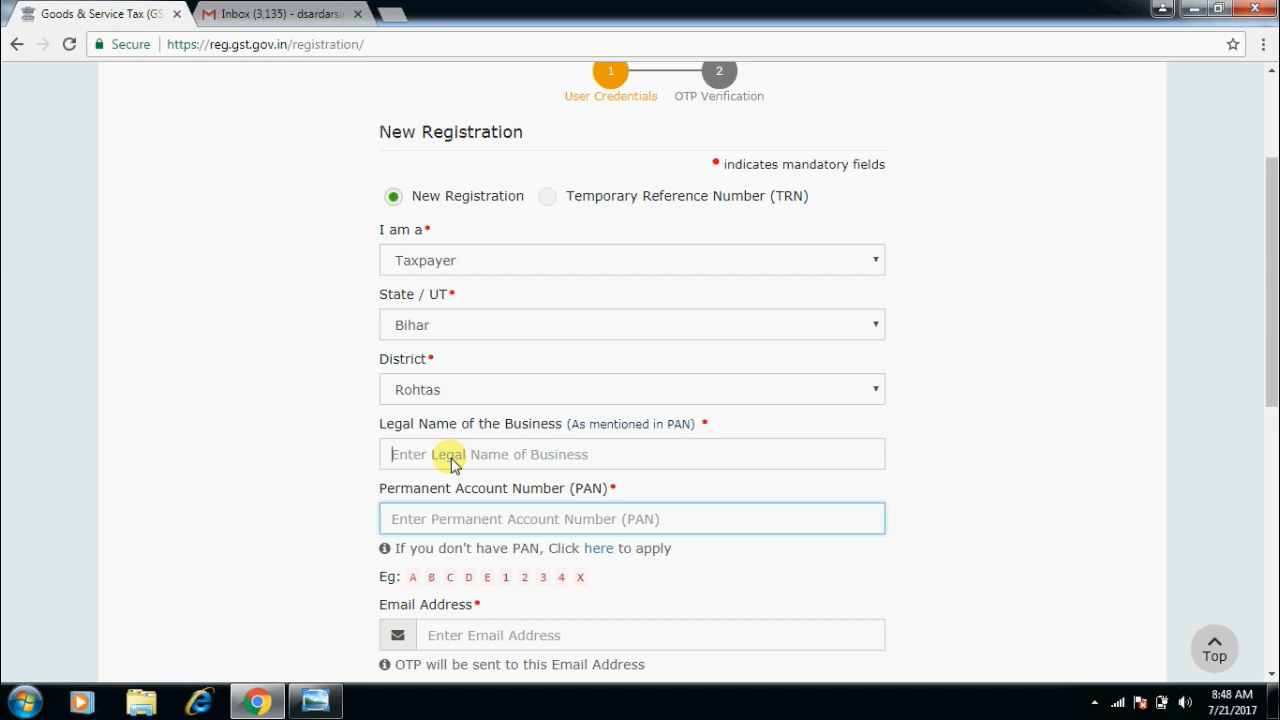 Goods & Service Tax (GS
Inbox (3,135) - dsardarsi
Secure https://reg.gst.gov.in/registration/
1 2
User Credentials OTP Verification
New Registration
• indicates mandatory fields
New Registration Temporary Reference Number (TRN)
I am a•
Taxpayer
State / UT•
Bihar
District•
Rohtas
Legal Name of the Business (As mentioned in PAN) •
Enter Legal Name of Business
Permanent Account Number (PAN)•
Enter Permanent Account Number (PAN)
If you don't have PAN, Click here to apply
Eg: A B C D E 1 2 3 4 X
Email Address•
Enter Email Address
OTP will be sent to this Email Address
Top
8:48 AM
7/21/2017